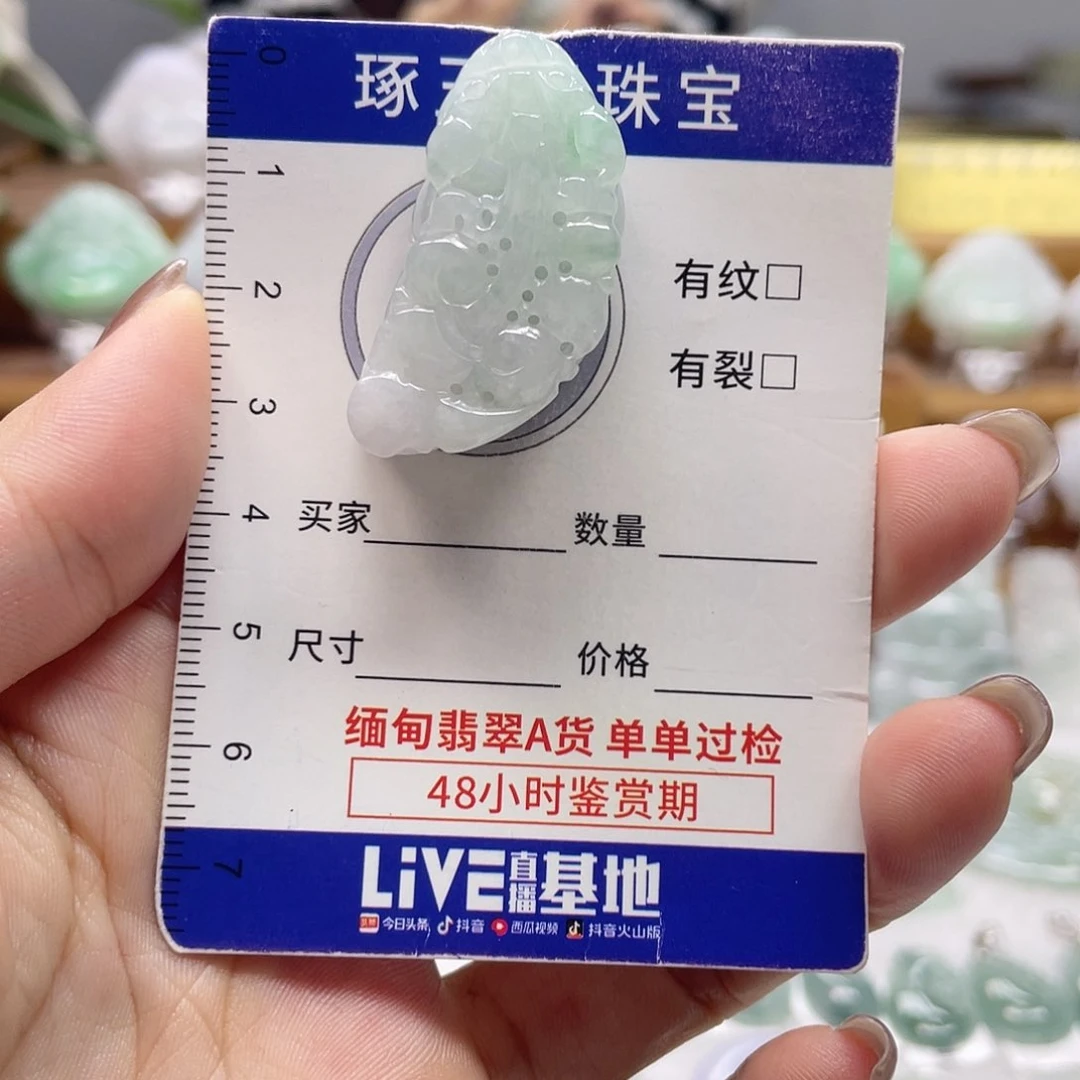 琢 珠宝
0
1
2
3
4
5
6
7
有纹□
有裂□
买家 数量
尺寸 价格
缅甸翡翠A货 单单过检
48小时鉴赏期
LiVE直播基地
今日头条 抖音 西瓜视频 抖音火山版